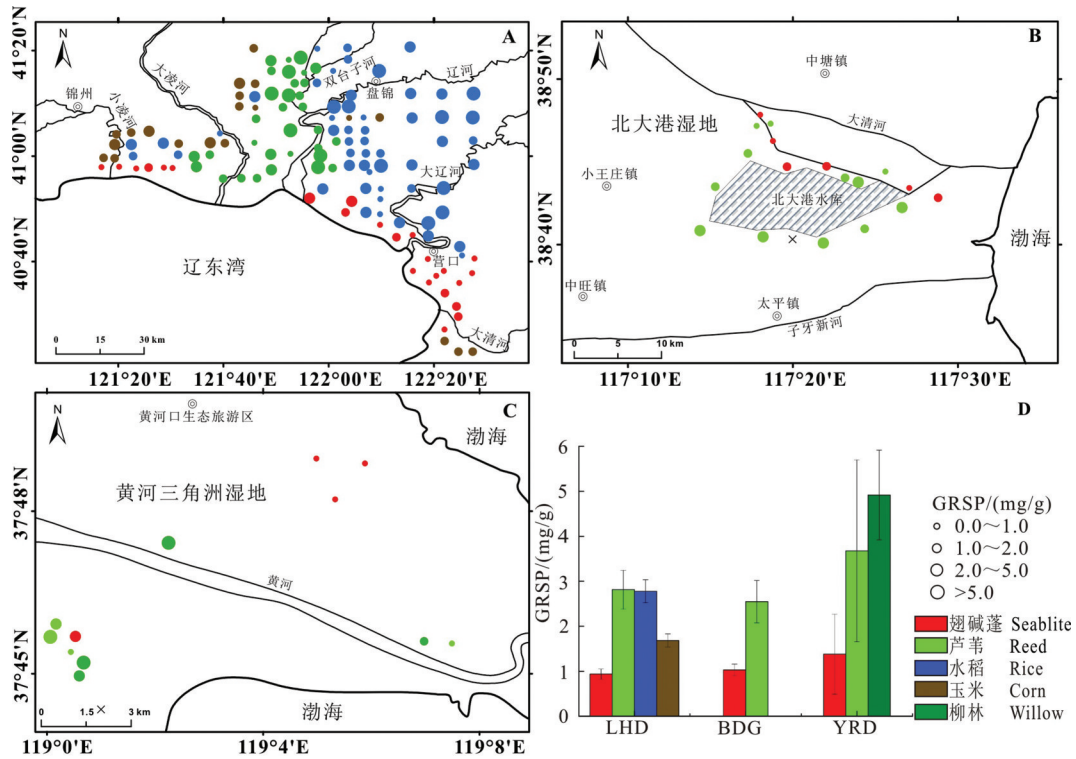 A
N
41°20'N
41°00'N
40°40'N
锦州
小凌河
大凌河
双台子河
盘锦
辽河
大辽河
营口
大清河
辽东湾
0 15 30 km
121°20'E 121°40'E 122°00'E 122°20'E
B
N
38°50'N
38°40'N
中塘镇
大清河
北大港湿地
小王庄镇
北大港水库
×
渤海
中旺镇
太平镇
子牙新河
0 5 10 km
117°10'E 117°20'E 117°30'E
C
N
37°48'N
37°45'N
黄河口生态旅游区
渤海
黄河三角洲湿地
黄河
渤海
0 1.5 × 3 km
119°0'E 119°4'E 119°8'E
D
GRSP/(mg/g)
6
5
4
3
2
1
0
LHD BDG YRD
GRSP/(mg/g)
0.0～1.0
1.0～2.0
2.0～5.0
>5.0
翅碱蓬 Seablite
芦苇 Reed
水稻 Rice
玉米 Corn
柳林 Willow